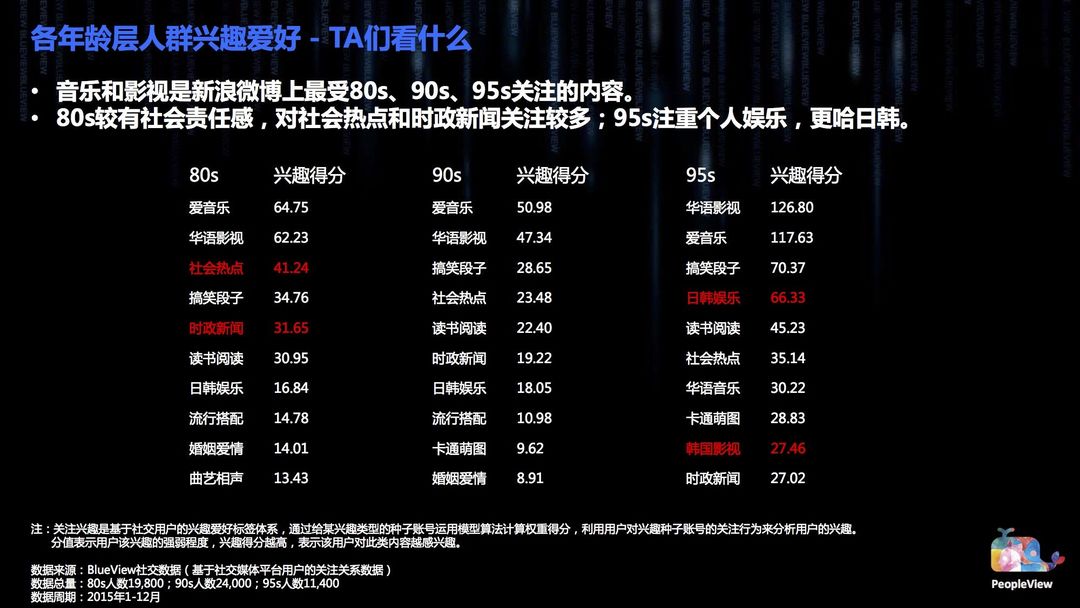 各年龄层人群兴趣爱好 - TA们看什么
• 音乐和影视是新浪微博上最受80s、90s、95s关注的内容。
• 80s较有社会责任感，对社会热点和时政新闻关注较多；95s注重个人娱乐，更哈日韩。
80s 兴趣得分 90s 兴趣得分 95s 兴趣得分
爱音乐 64.75 爱音乐 50.98 华语影视 126.80
华语影视 62.23 华语影视 47.34 爱音乐 117.63
社会热点 41.24 搞笑段子 28.65 搞笑段子 70.37
搞笑段子 34.76 社会热点 23.48 日韩娱乐 66.33
时政新闻 31.65 读书阅读 22.40 读书阅读 45.23
读书阅读 30.95 时政新闻 19.22 社会热点 35.14
日韩娱乐 16.84 日韩娱乐 18.05 华语音乐 30.22
流行搭配 14.78 流行搭配 10.98 卡通萌图 28.83
婚姻爱情 14.01 卡通萌图 9.62 韩国影视 27.46
曲艺相声 13.43 婚姻爱情 8.91 时政新闻 27.02
注：关注兴趣是基于社交用户的兴趣爱好标签体系，通过给某兴趣类型的种子账号运用模型算法计算权重得分，利用用户对兴趣种子账号的关注行为来分析用户的兴趣。
分值表示用户该兴趣的强弱程度，兴趣得分越高，表示该用户对此类内容越感兴趣。
数据来源：BlueView社交数据（基于社交媒体平台用户的关注关系数据）
数据总量：80s人数19,800；90s人数24,000；95s人数11,400
数据周期：2015年1-12月
PeopleView